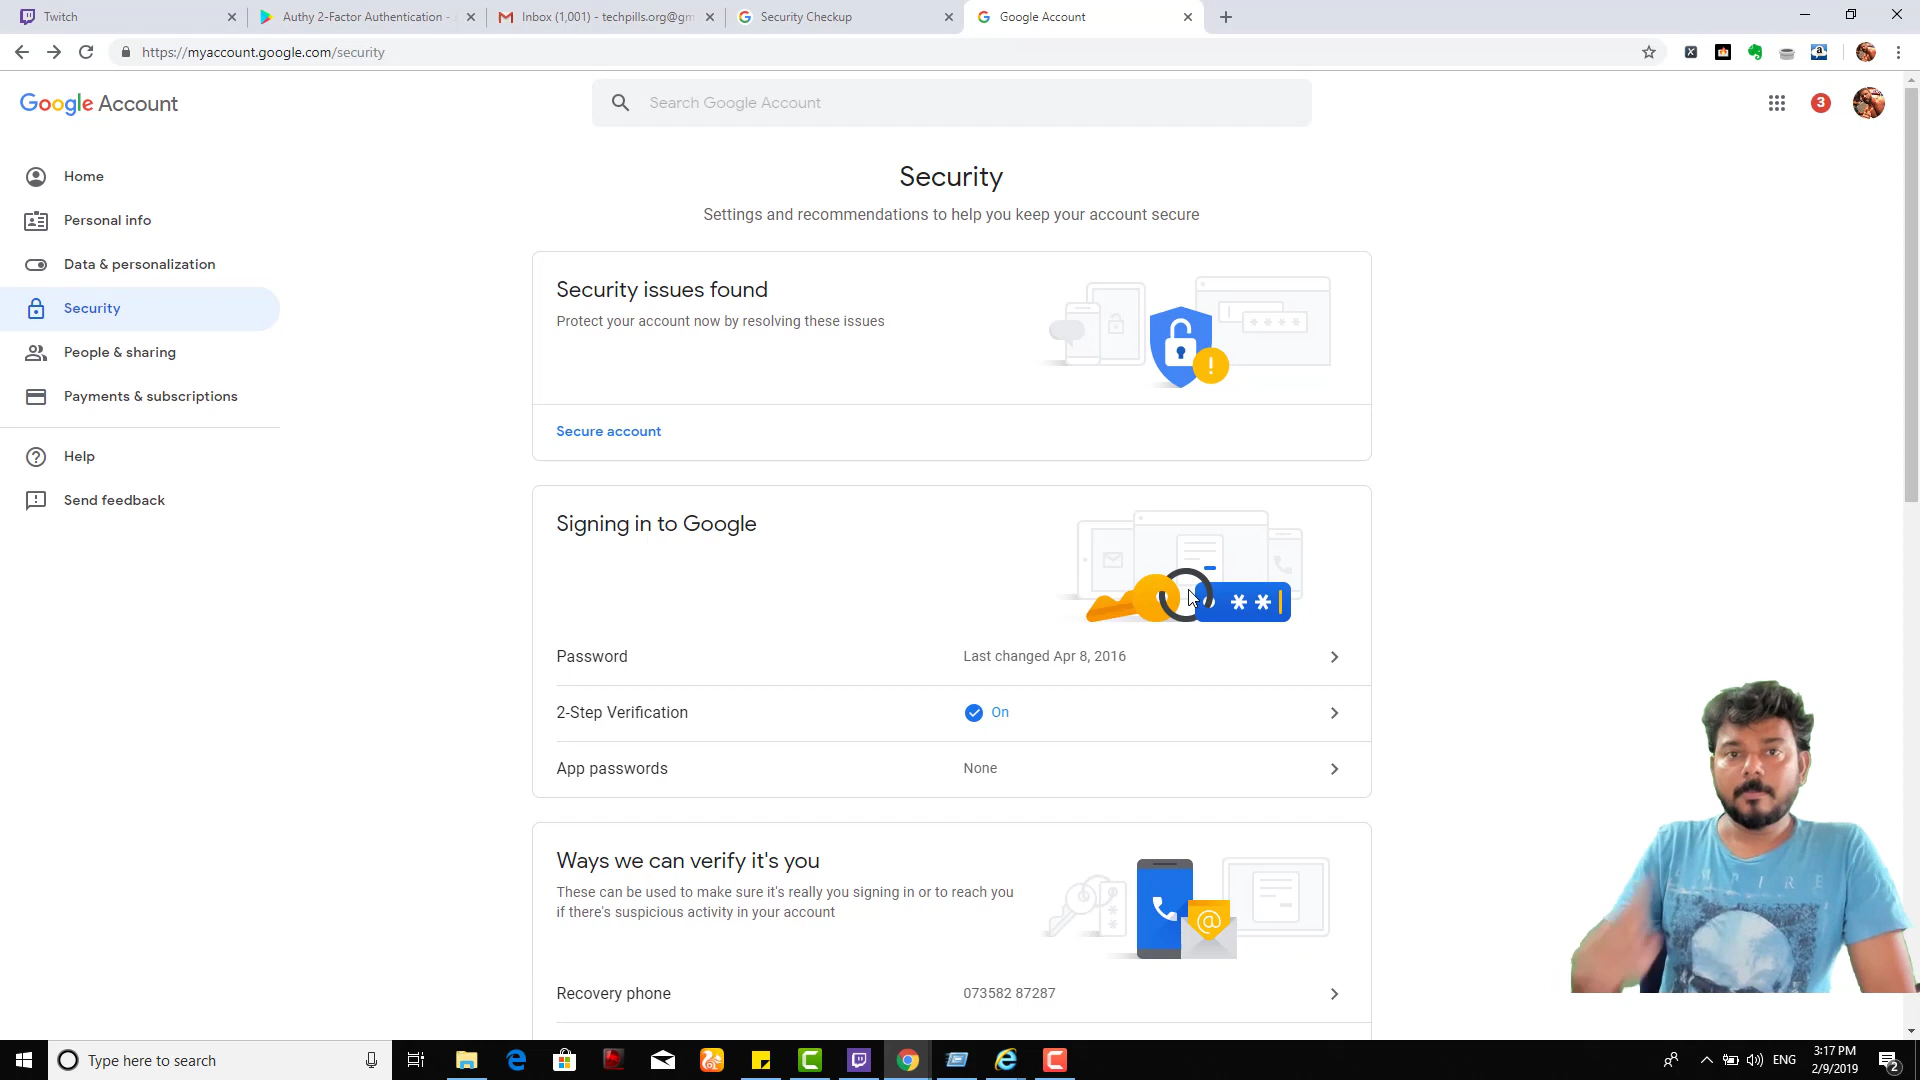 Twitch
Authy 2-Factor Authentication -
Inbox (1,001) - techpills.org@gm
Security Checkup
Google Account
https://myaccount.google.com/security
Google Account
Search Google Account
3
Home
Personal info
Data & personalization
Security
People & sharing
Payments & subscriptions
Help
Send feedback
Security
Settings and recommendations to help you keep your account secure
Security issues found
Protect your account now by resolving these issues
Secure account
Signing in to Google
Password
Last changed Apr 8, 2016
2-Step Verification
On
App passwords
None
Ways we can verify it's you
These can be used to make sure it's really you signing in or to reach you
if there's suspicious activity in your account
Recovery phone
073582 87287
Type here to search
ENG
3:17 PM
2/9/2019
2